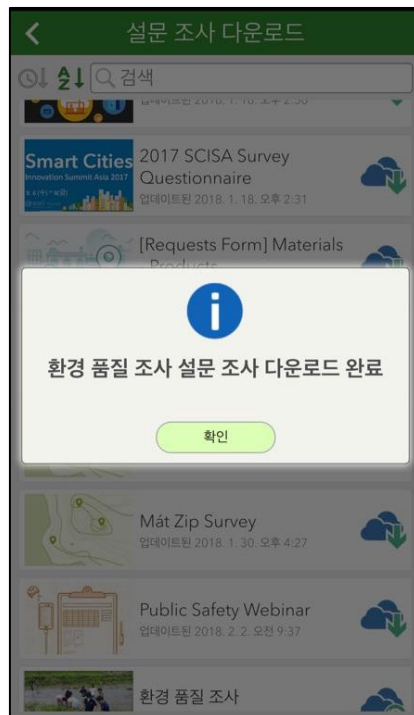 설문 조사 다운로드
검색
2017 SCISA Survey
Questionnaire
업데이트된 2018. 1. 18. 오후 2:31
Smart Cities
Innovation Summit Asia 2017
[Requests Form] Materials
환경 품질 조사 설문 조사 다운로드 완료
확인
Mát Zip Survey
업데이트된 2018. 1. 30. 오후 4:27
Public Safety Webinar
업데이트된 2018. 2. 2. 오전 9:37
환경 품질 조사